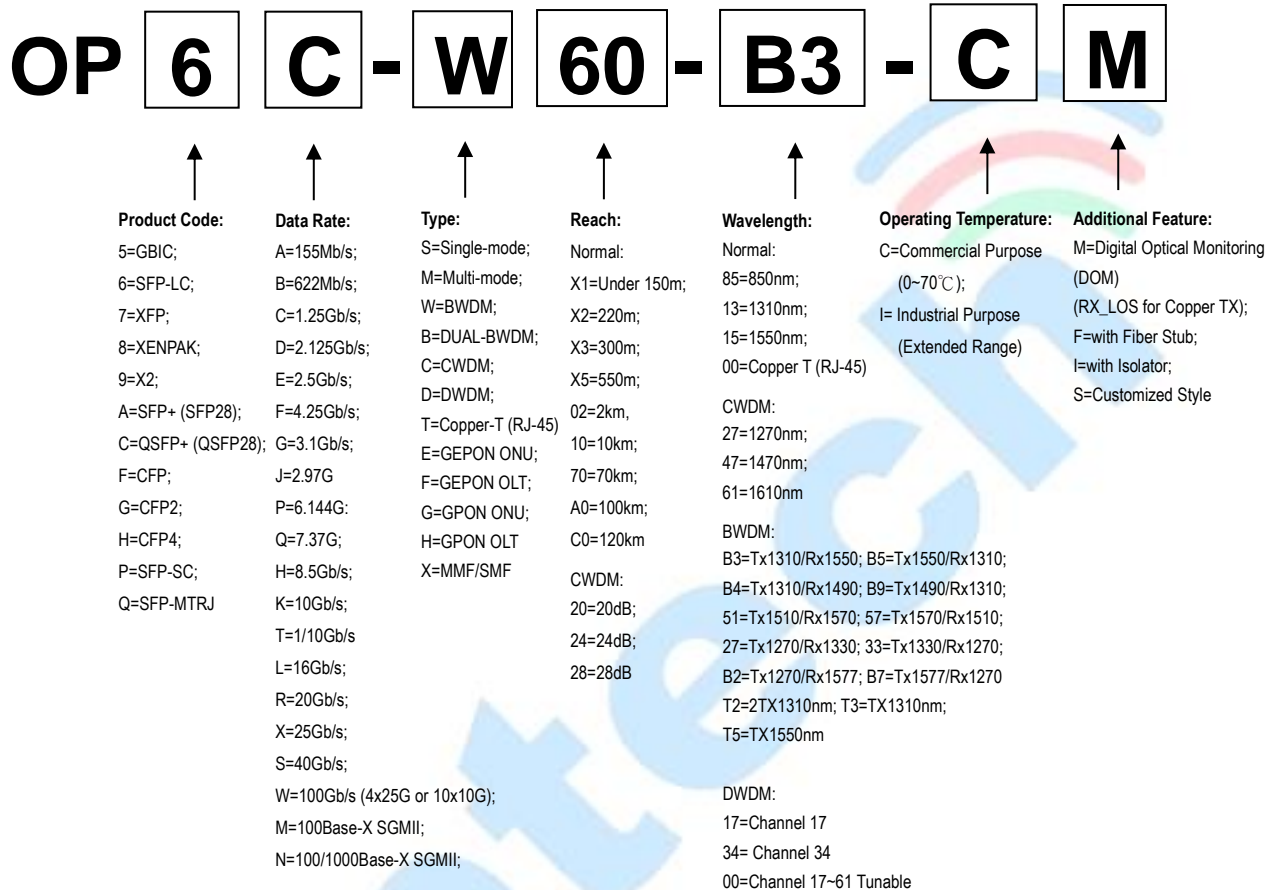 OP 6 C - W 60 - B3 - C M
Product Code:
5=GBIC;
6=SFP-LC;
7=XFP;
8=XENPAK;
9=X2;
A=SFP+ (SFP28);
C=QSFP+ (QSFP28);
F=CFP;
G=CFP2;
H=CFP4;
P=SFP-SC;
Q=SFP-MTRJ
Data Rate:
A=155Mb/s;
B=622Mb/s;
C=1.25Gb/s;
D=2.125Gb/s;
E=2.5Gb/s;
F=4.25Gb/s;
G=3.1Gb/s;
J=2.97G
P=6.144G:
Q=7.37G;
H=8.5Gb/s;
K=10Gb/s;
T=1/10Gb/s
L=16Gb/s;
R=20Gb/s;
X=25Gb/s;
S=40Gb/s;
W=100Gb/s (4x25G or 10x10G);
M=100Base-X SGMII;
N=100/1000Base-X SGMII;
Type:
S=Single-mode;
M=Multi-mode;
W=BWDM;
B=DUAL-BWDM;
C=CWDM;
D=DWDM;
T=Copper-T (RJ-45)
E=GEPON ONU;
F=GEPON OLT;
G=GPON ONU;
H=GPON OLT
X=MMF/SMF
Reach:
Normal:
X1=Under 150m;
X2=220m;
X3=300m;
X5=550m;
02=2km,
10=10km;
70=70km;
A0=100km;
C0=120km
CWDM:
20=20dB;
24=24dB;
28=28dB
Wavelength:
Normal:
85=850nm;
13=1310nm;
15=1550nm;
00=Copper T (RJ-45)
CWDM:
27=1270nm;
47=1470nm;
61=1610nm
BWDM:
B3=Tx1310/Rx1550; B5=Tx1550/Rx1310;
B4=Tx1310/Rx1490; B9=Tx1490/Rx1310;
51=Tx1510/Rx1570; 57=Tx1570/Rx1510;
27=Tx1270/Rx1330; 33=Tx1330/Rx1270;
B2=Tx1270/Rx1577; B7=Tx1577/Rx1270
T2=2TX1310nm; T3=TX1310nm;
T5=TX1550nm
DWDM:
17=Channel 17
34= Channel 34
00=Channel 17~61 Tunable
Operating Temperature:
C=Commercial Purpose
(0~70℃);
I= Industrial Purpose
(Extended Range)
Additional Feature:
M=Digital Optical Monitoring
(DOM)
(RX_LOS for Copper TX);
F=with Fiber Stub;
I=with Isolator;
S=Customized Style